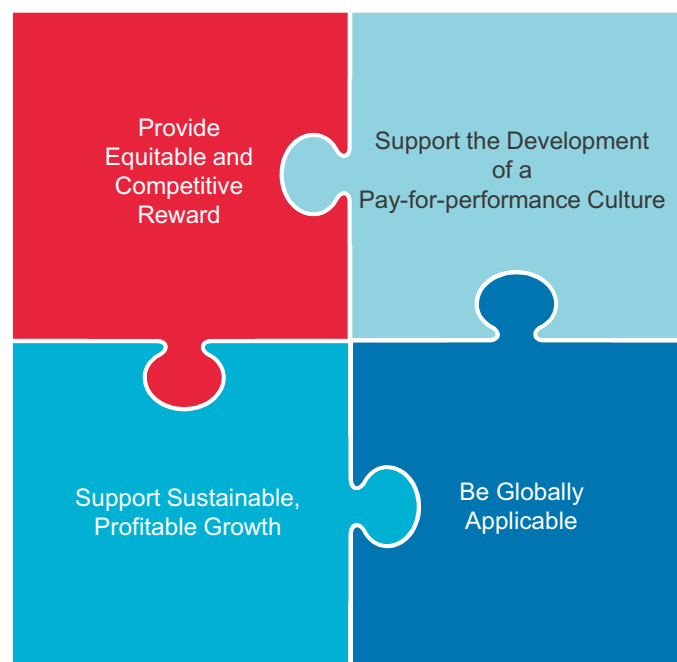 Provide
Equitable and
Competitive
Reward
Support the Development
of a
Pay-for-performance Culture
Support Sustainable,
Profitable Growth
Be Globally
Applicable